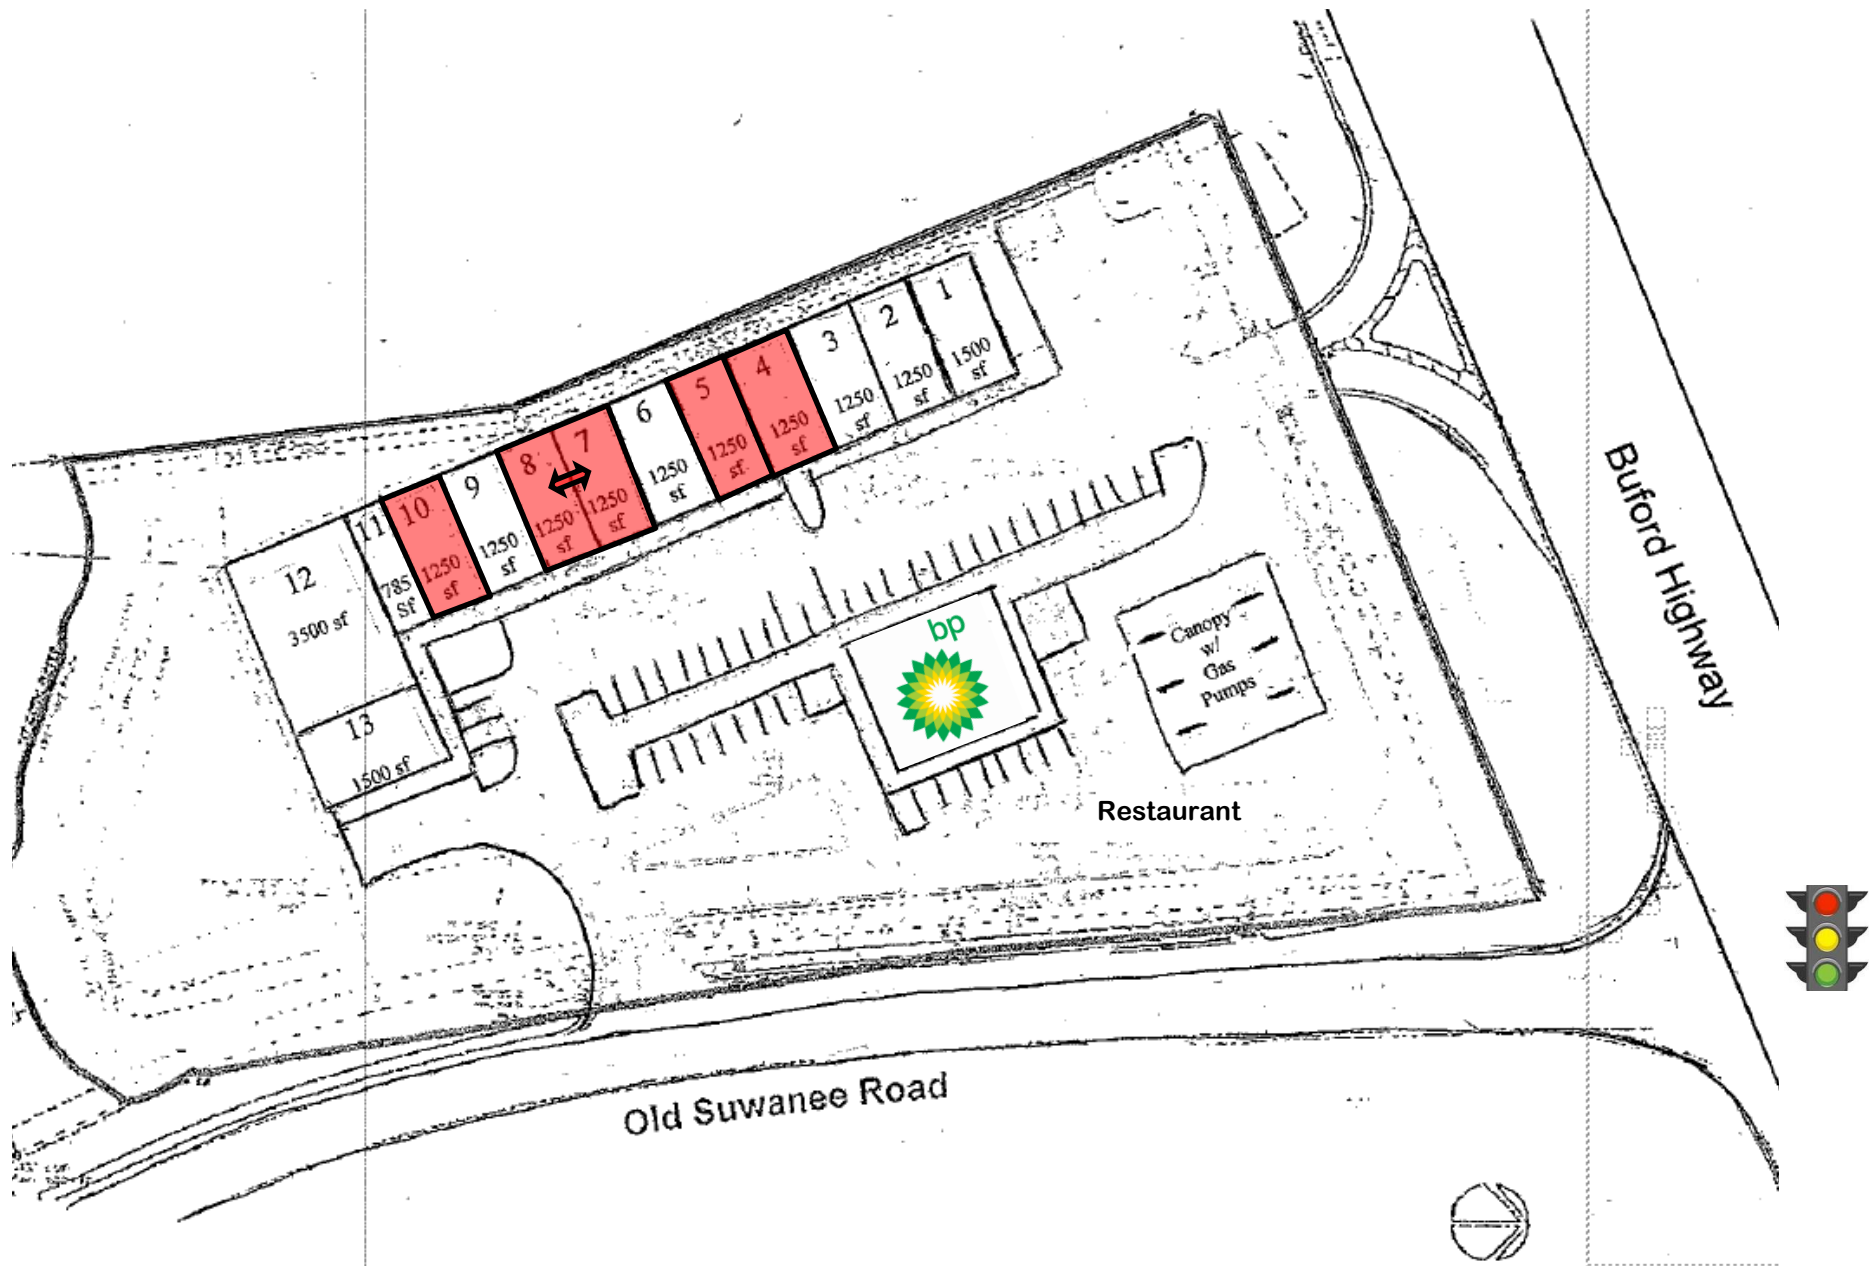 1
1500
sf
2
1250
sf
3
1250
sf
4
1250
sf
5
1250
sf
6
1250
sf
7
1250
sf
8
1250
sf
9
1250
sf
10
1250
sf
11
785
Sf
12
3500 sf
13
1500 sf
bp
Canopy
w/
Gas
Pumps
Restaurant
Buford Highway
Old Suwanee Road